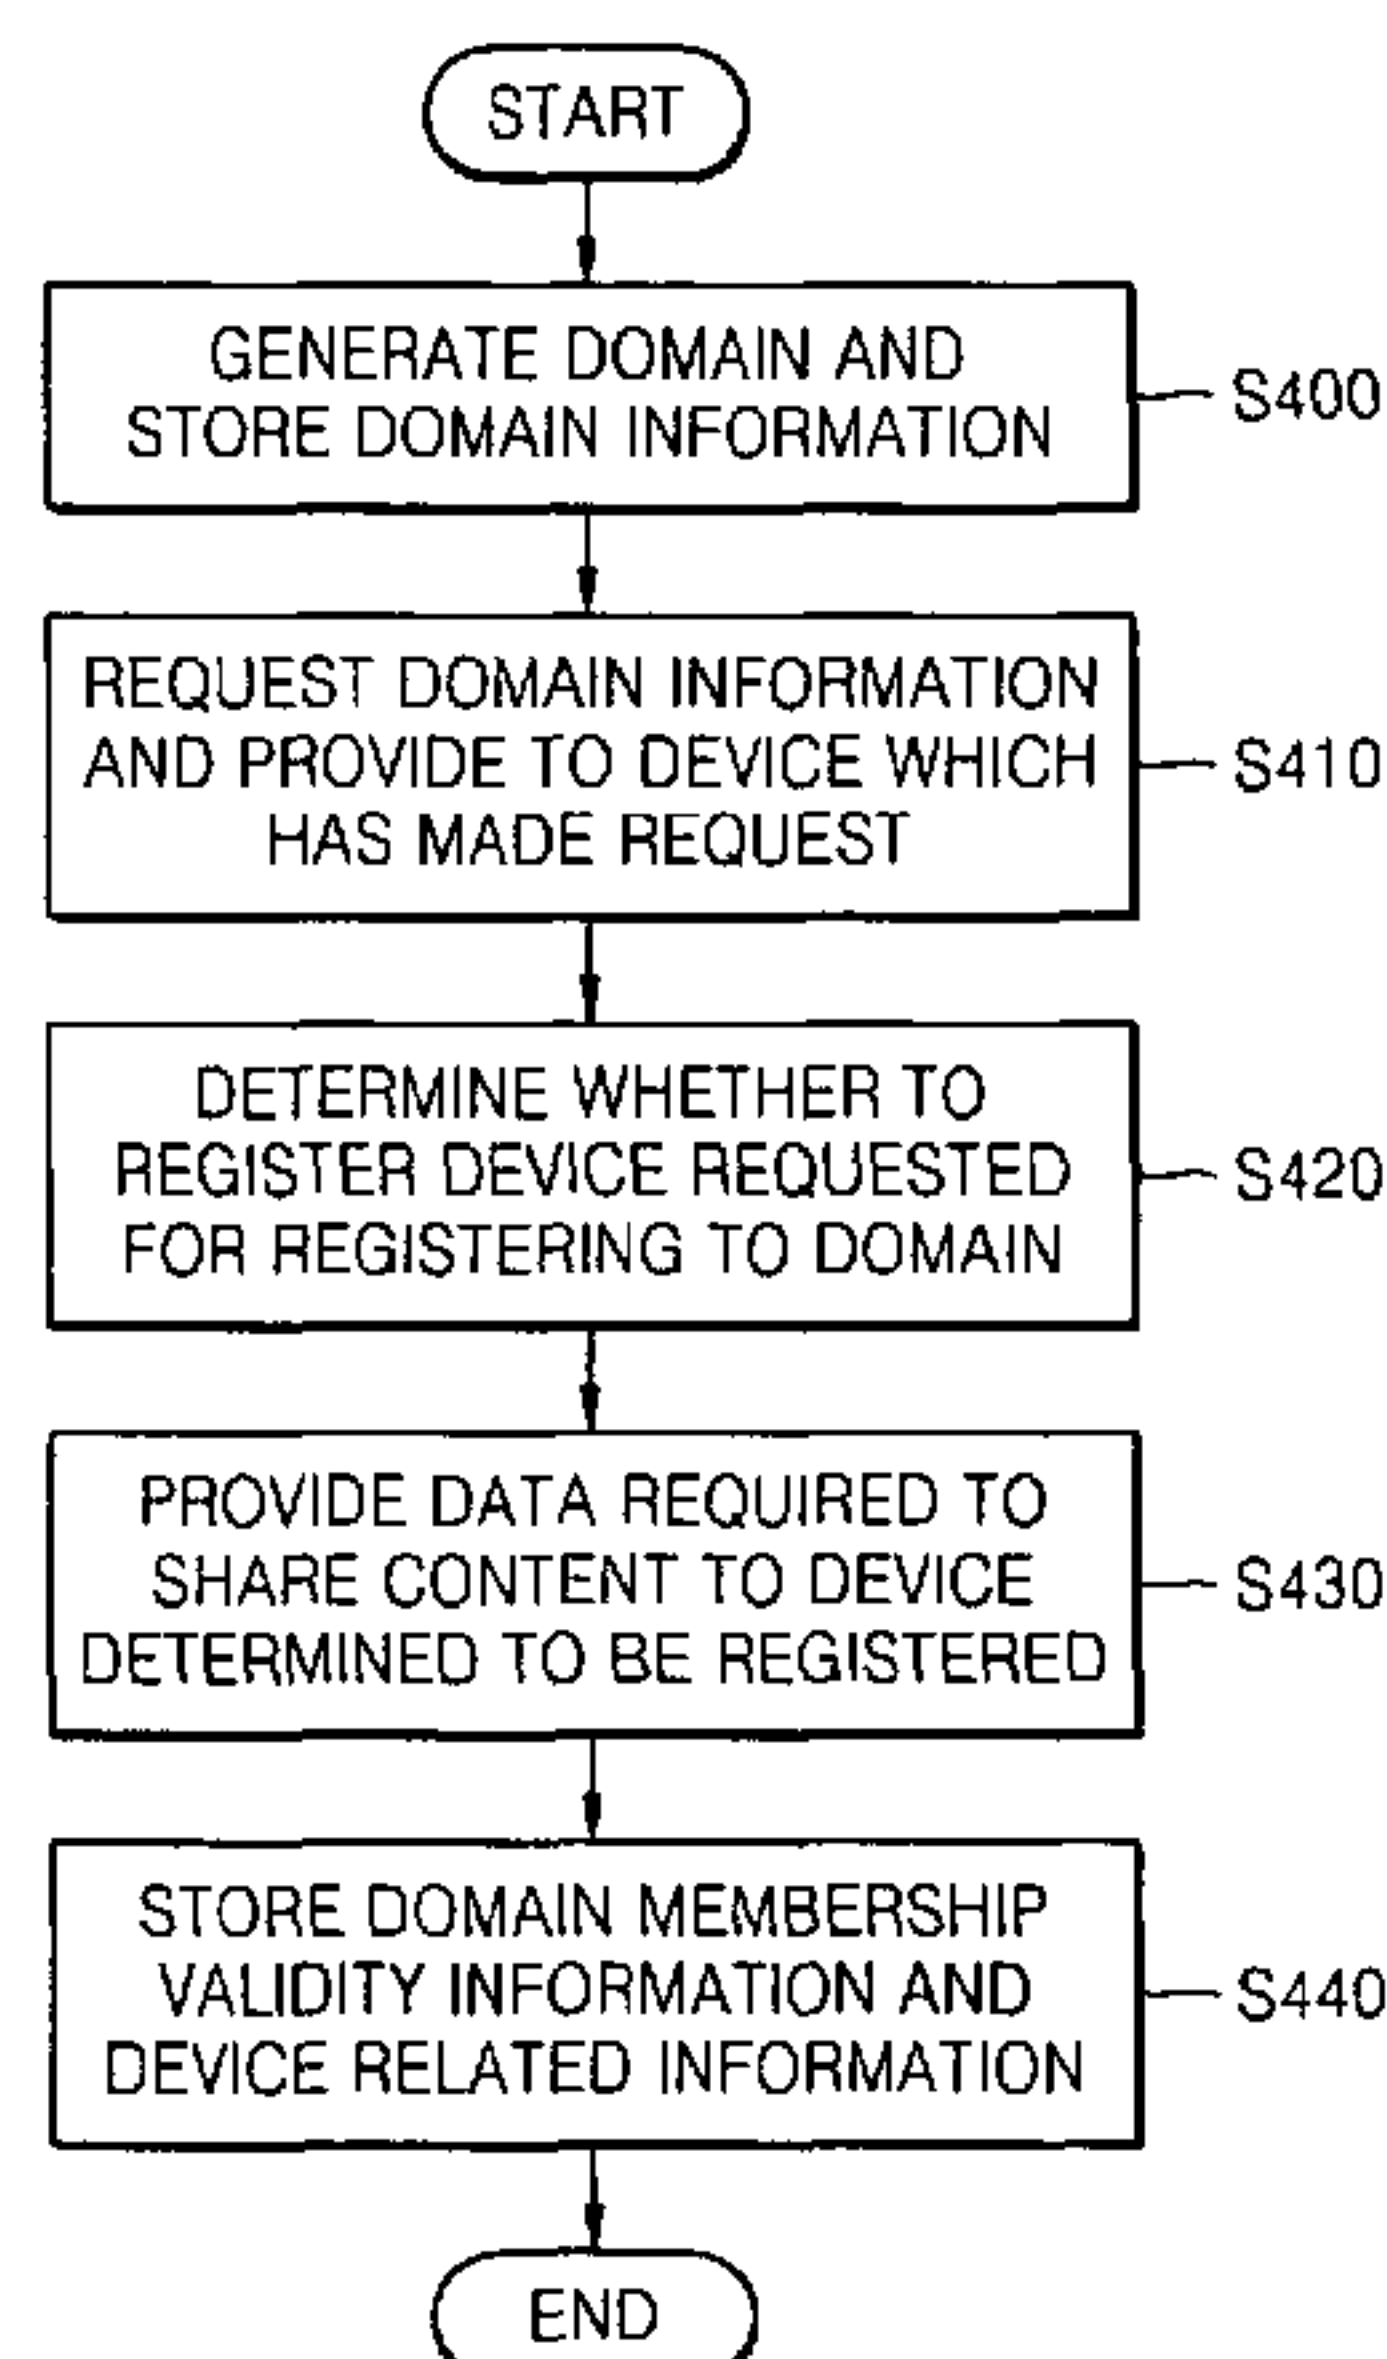 START
GENERATE DOMAIN AND
STORE DOMAIN INFORMATION
S400
REQUEST DOMAIN INFORMATION
AND PROVIDE TO DEVICE WHICH
HAS MADE REQUEST
S410
DETERMINE WHETHER TO
REGISTER DEVICE REQUESTED
FOR REGISTERING TO DOMAIN
S420
PROVIDE DATA REQUIRED TO
SHARE CONTENT TO DEVICE
DETERMINED TO BE REGISTERED
S430
STORE DOMAIN MEMBERSHIP
VALIDITY INFORMATION AND
DEVICE RELATED INFORMATION
S440
END